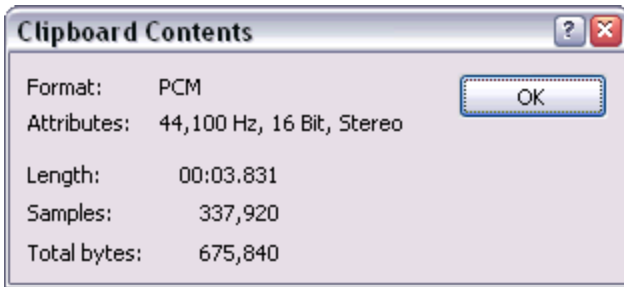 Clipboard Contents
Format: PCM
OK
Attributes: 44,100 Hz, 16 Bit, Stereo
Length: 00:03.831
Samples: 337,920
Total bytes: 675,840